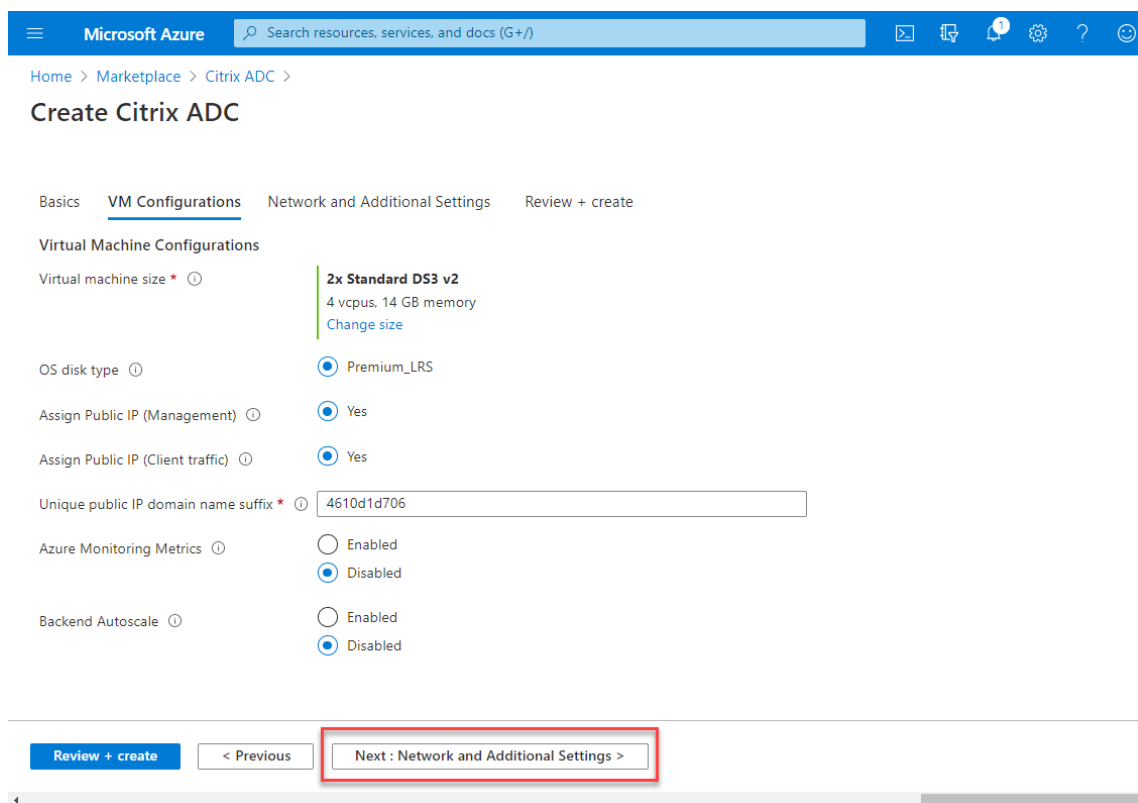 Microsoft Azure
Search resources, services, and docs (G+/)
1
Home > Marketplace > Citrix ADC >
Create Citrix ADC
Basics VM Configurations Network and Additional Settings Review + create
Virtual Machine Configurations
Virtual machine size *
2x Standard DS3 v2
4 vcpus, 14 GB memory
Change size
OS disk type
Premium_LRS
Assign Public IP (Management)
Yes
Assign Public IP (Client traffic)
Yes
Unique public IP domain name suffix *
4610d1d706
Azure Monitoring Metrics
Enabled
Disabled
Backend Autoscale
Enabled
Disabled
Review + create
< Previous
Next : Network and Additional Settings >